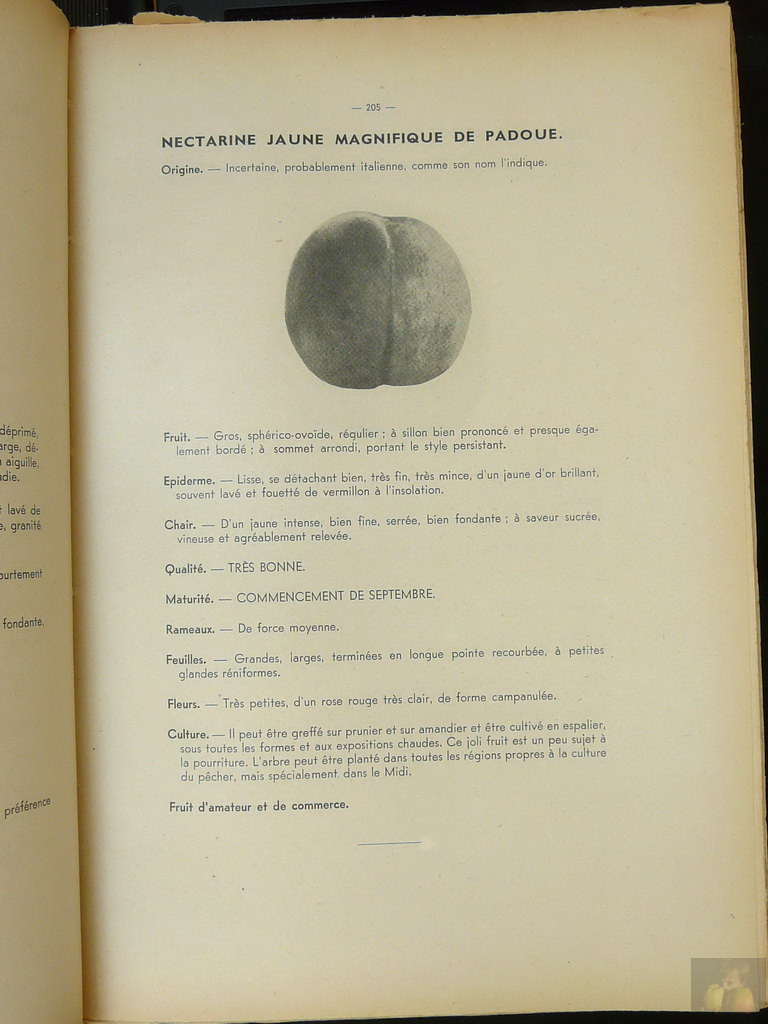 déprimé,
arge, dé-
aiguille,
die.
lavé de
e, granité
ourtement
fondante,
préférence
— 205 —
NECTARINE JAUNE MAGNIFIQUE DE PADOUE.
Origine. — Incertaine, probablement italienne, comme son nom l'indique.
Fruit. — Gros, sphérico-ovoïde, régulier ; à sillon bien prononcé et presque éga-
lement bordé ; à sommet arrondi, portant le style persistant.
Epiderme. — Lisse, se détachant bien, très fin, très mince, d'un jaune d'or brillant,
souvent lavé et fouetté de vermillon à l'insolation.
Chair. — D'un jaune intense, bien fine, serrée, bien fondante ; à saveur sucrée,
vineuse et agréablement relevée.
Qualité. — TRÈS BONNE.
Maturité. — COMMENCEMENT DE SEPTEMBRE.
Rameaux. — De force moyenne.
Feuilles. — Grandes, larges, terminées en longue pointe recourbée, à petites
glandes réniformes.
Fleurs. — Très petites, d'un rose rouge très clair, de forme campanulée.
Culture. — Il peut être greffé sur prunier et sur amandier et être cultivé en espalier,
sous toutes les formes et aux expositions chaudes. Ce joli fruit est un peu sujet à
la pourriture. L'arbre peut être planté dans toutes les régions propres à la culture
du pêcher, mais spécialement dans le Midi.
Fruit d'amateur et de commerce.